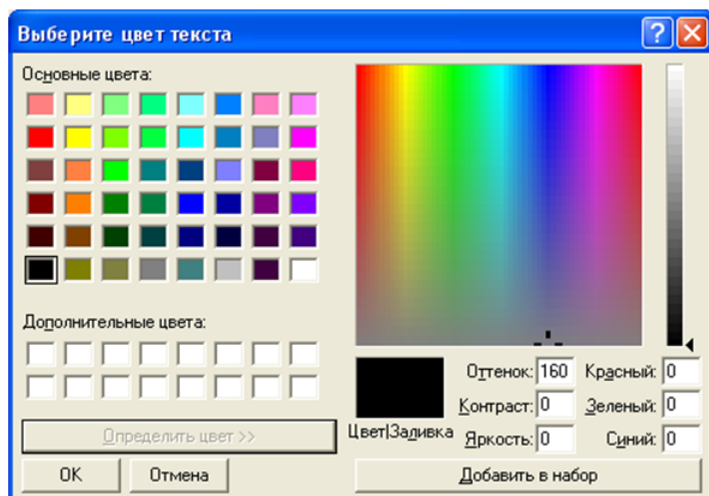 Выберите цвет текста
Основные цвета:
Дополнительные цвета:
Определить цвет >>
OK Отмена
Оттенок: 160 Красный: 0
Контраст: 0 Зеленый: 0
Цвет|Заливка Яркость: 0 Синий: 0
Добавить в набор